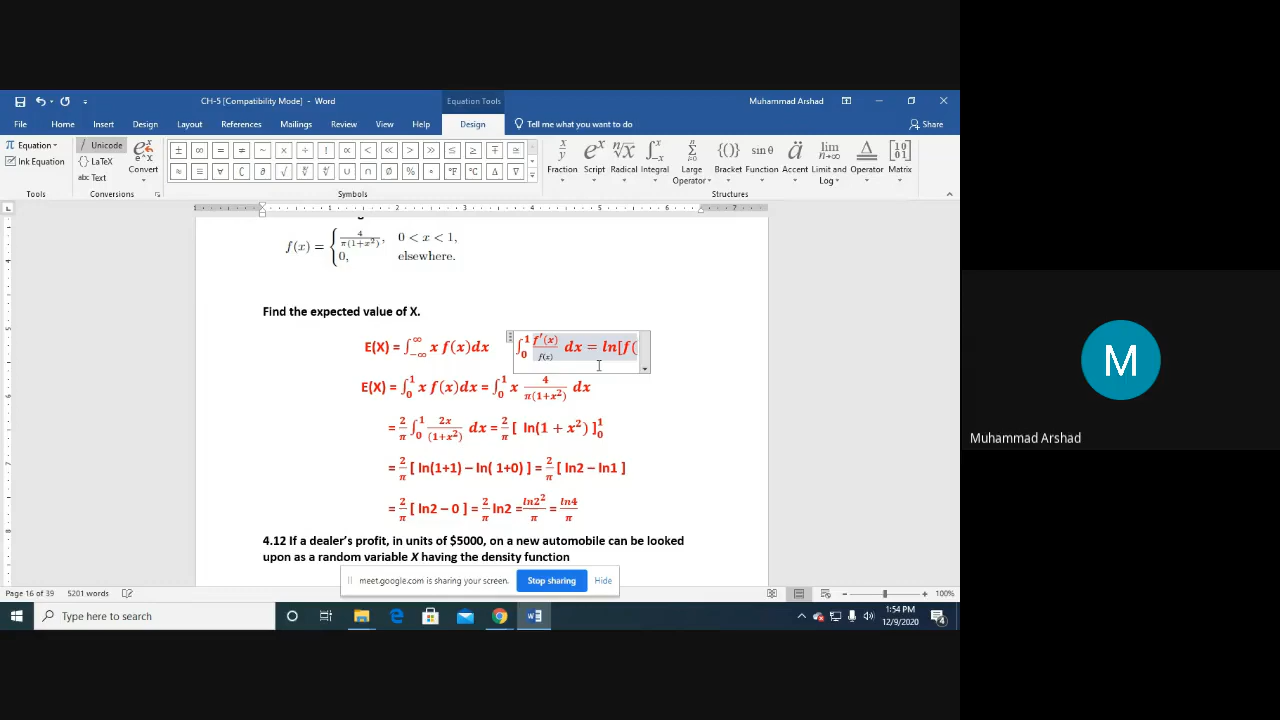 CH-5 [Compatibility Mode] - Word
Equation Tools
Muhammad Arshad
File Home Insert Design Layout References Mailings Review View Help Design Tell me what you want to do Share
π Equation Unicode
Ink Equation LaTeX
abc Text
e^x Convert
± ∞ = ≠ ~ × ÷ ! ∝ < ≪ > ≫ ≤ ≥ ∓ ≅
≈ ≡ ∀ ∁ ∂ √ ∛ ∜ ∪ ∩ ∅ % ° °F °C ∆ ∇
Fraction Script Radical Integral Large Operator Bracket Function Accent Limit and Log Operator Matrix
Tools Conversions Symbols Structures
f(x) = { 4/π(1+x²), 0 < x < 1,
0, elsewhere.
Find the expected value of X.
E(X) = ∫_{-∞}^{∞} x f(x)dx ∫_0^1 f'(x)/f(x) dx = ln[f(
E(X) = ∫_0^1 x f(x)dx = ∫_0^1 x 4/π(1+x²) dx
= 2/π ∫_0^1 2x/(1+x²) dx = 2/π [ ln(1 + x²) ]_0^1
= 2/π [ ln(1+1) – ln( 1+0) ] = 2/π [ ln2 – ln1 ]
= 2/π [ ln2 – 0 ] = 2/π ln2 = ln2²/π = ln4/π
4.12 If a dealer's profit, in units of $5000, on a new automobile can be looked
upon as a random variable X having the density function
meet.google.com is sharing your screen. Stop sharing Hide
Page 16 of 39 5201 words 100%
Type here to search
1:54 PM
12/9/2020
4
M
Muhammad Arshad